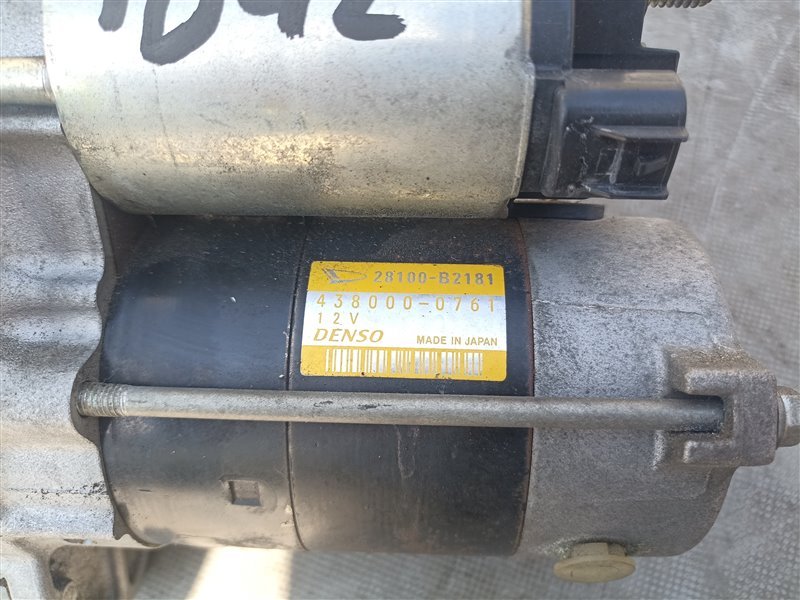 28100-B2181
438000-0761
12V
DENSO MADE IN JAPAN